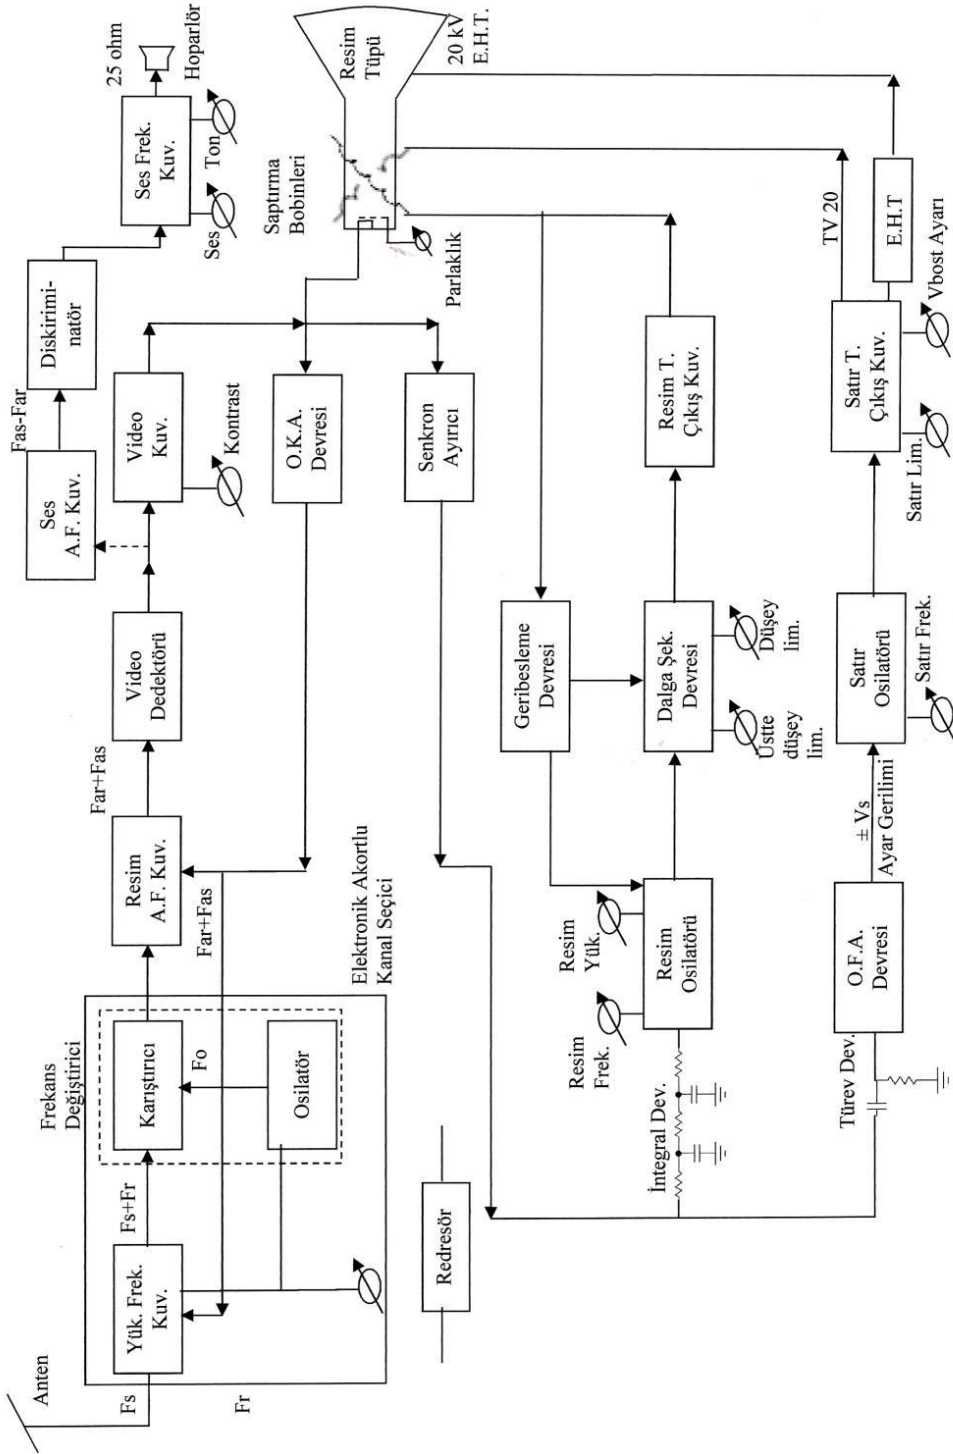 Anten
Fs
Fr
Yük. Frek.
Kuv.
Fs+Fr
Frekans
Değiştirici
Karıştırıcı
Fo
Osilatör
Elektronik Akortlu
Kanal Seçici
Resim
A.F. Kuv.
Far+Fas
Far+Fas
Video
Dedektörü
Ses
A.F. Kuv.
Fas-Far
Diskirimi-
natör
Video
Kuv.
Kontrast
Ses Frek.
Kuv.
Ses
Ton
25 ohm
Hoparlör
O.K.A.
Devresi
Senkron
Ayırıcı
Saptırma
Bobinleri
Parlaklık
Resim
Tüpü
20 kV
E.H.T.
Redresör
İntegral Dev.
Resim
Frek.
Resim
Yük.
Resim
Osilatörü
Geribesleme
Devresi
Dalga Şek.
Devresi
Üstte
düşey
lim.
Düşey
lim.
Resim T.
Çıkış Kuv.
Türev Dev.
O.F.A.
Devresi
± Vs
Ayar Gerilimi
Satır
Osilatörü
Satır Frek.
Satır T.
Çıkış Kuv.
Satır Lim.
Vbost Ayarı
TV 20
E.H.T